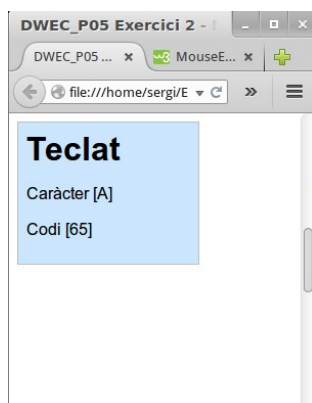 DWEC_P05 Exercici 2 -
DWEC_P05 ...
MouseE...
file:///home/sergi/E
Teclat
Caràcter [A]
Codi [65]